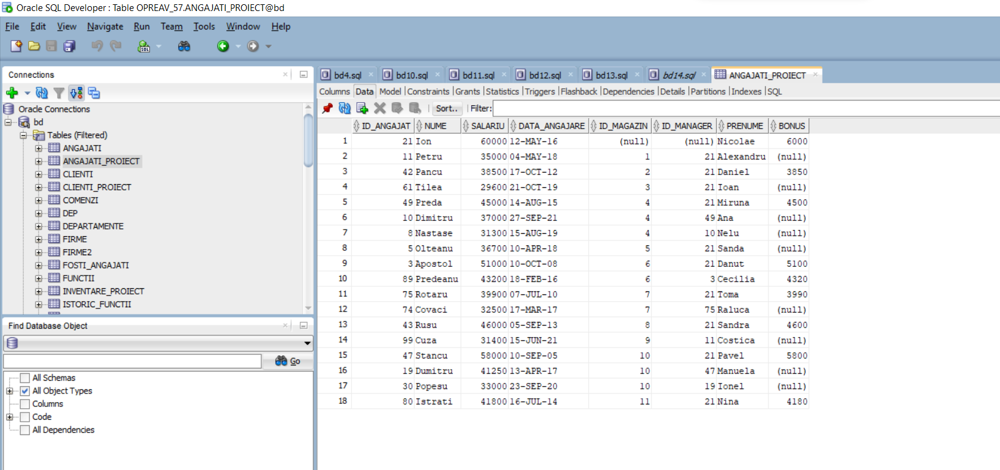 Oracle SQL Developer : Table OPREAV_57.ANGAJATI_PROIECT@bd
File Edit View Navigate Run Team Tools Window Help
Connections
Oracle Connections
bd
Tables (Filtered)
ANGAJATI
ANGAJATI_PROIECT
CLIENTI
CLIENTI_PROIECT
COMENZI
DEP
DEPARTAMENTE
FIRME
FIRME2
FOSTI_ANGAJATI
FUNCTII
INVENTARE_PROIECT
ISTORIC_FUNCTII
Find Database Object
Go
All Schemas
All Object Types
Columns
Code
All Dependencies
bd4.sql bd10.sql bd11.sql bd12.sql bd13.sql bd14.sql ANGAJATI_PROIECT
Columns Data Model |Constraints |Grants |Statistics |Triggers |Flashback |Dependencies |Details |Partitions |Indexes |SQL
Sort.. Filter:
ID_ANGAJAT NUME SALARIU DATA_ANGAJARE ID_MAGAZIN ID_MANAGER PRENUME BONUS
1 21 Ion 60000 12-MAY-16 (null) (null) Nicolae 6000
2 11 Petru 35000 04-MAY-18 1 21 Alexandru (null)
3 42 Pancu 38500 17-OCT-12 2 21 Daniel 3850
4 61 Tilea 29600 21-OCT-19 3 21 Ioan (null)
5 49 Preda 45000 14-AUG-15 4 21 Miruna 4500
6 10 Dimitru 37000 27-SEP-21 4 49 Ana (null)
7 8 Nastase 31300 15-AUG-19 4 10 Nelu (null)
8 5 Olteanu 36700 10-APR-18 5 21 Sanda (null)
9 3 Apostol 51000 10-OCT-08 6 21 Danut 5100
10 89 Predeanu 43200 18-FEB-16 6 3 Cecilia 4320
11 75 Rotaru 39900 07-JUL-10 7 21 Toma 3990
12 74 Covaci 32500 17-MAR-17 7 75 Raluca (null)
13 43 Rusu 46000 05-SEP-13 8 21 Sandra 4600
14 99 Cuza 31400 15-JUN-21 9 11 Costica (null)
15 47 Stancu 58000 10-SEP-05 10 21 Pavel 5800
16 19 Dumitru 41250 13-APR-17 10 47 Manuela (null)
17 30 Popesu 33000 23-SEP-20 10 19 Ionel (null)
18 80 Istrati 41800 16-JUL-14 11 21 Nina 4180